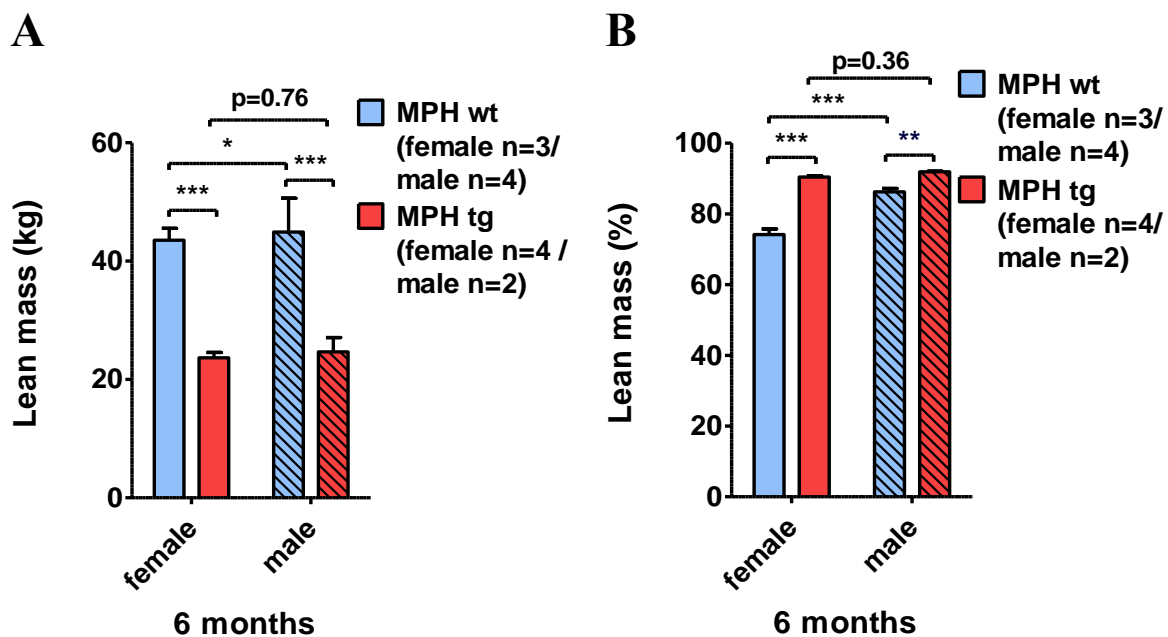 A
p=0.76
*
***
***
MPH wt
(female n=3/
male n=4)
MPH tg
(female n=4 /
male n=2)
Lean mass (kg)
60
40
20
0
female
male
6 months
B
p=0.36
***
***
**
MPH wt
(female n=3/
male n=4)
MPH tg
(female n=4/
male n=2)
Lean mass (%)
100
80
60
40
20
0
female
male
6 months